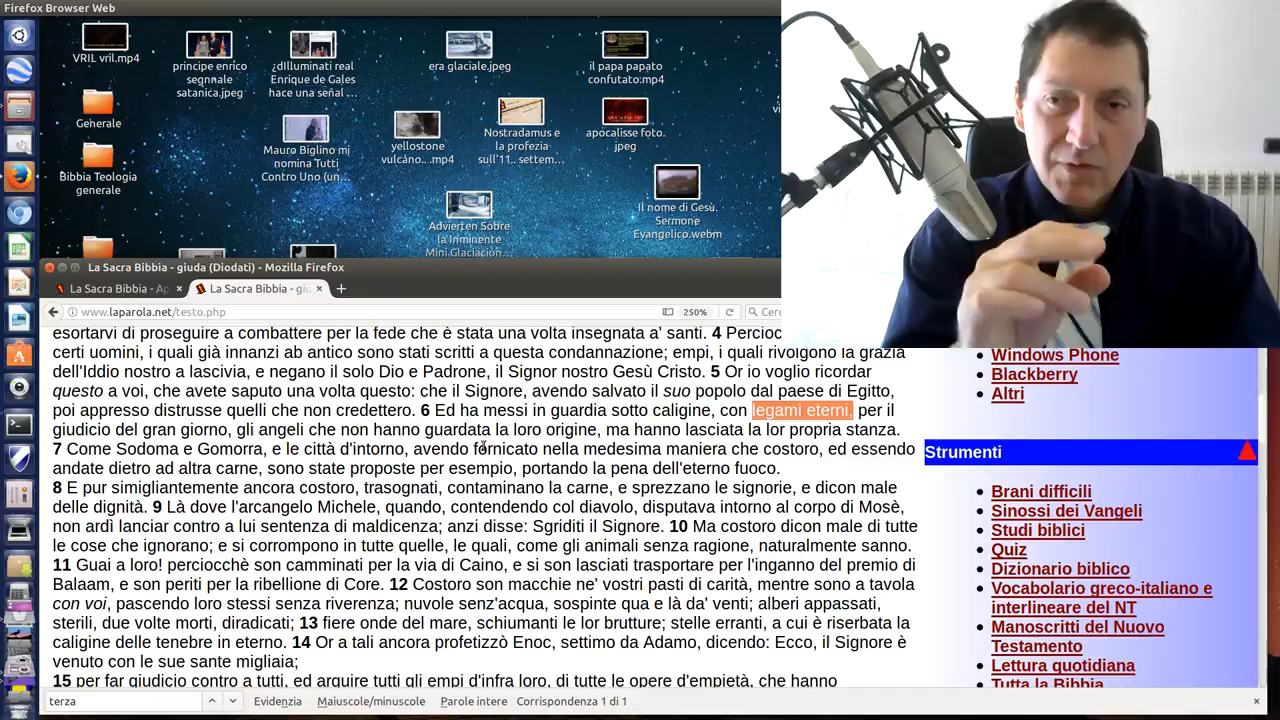 Firefox Browser Web
VRIL vril.mp4
principe enrico
segnale
satanica.jpeg
¿dIlluminati real
Enrique de Gales
hace una señal ...
era glaciale.jpeg
il papa papato
confutato:mp4
Generale
Mauro Biglino mi
nomina Tutti
Contro Uno (un...
yellostone
vulcáno.. .mp4
Nostradamus e
la profezia
sull'11.. settem...
apocalisse foto.
jpeg
Bibbia Teologia
generale
Advierten Sobre
la Inminente
Mini Glaciacion...
Il nome di Gesù.
Sermone
Evangelico.webm
La Sacra Bibbia - giuda (Diodati) - Mozilla Firefox
La Sacra Bibbia - Ap
La Sacra Bibbia - giu
www.laparola.net/testo.php
250%
Cerc
esortarvi di proseguire a combattere per la fede che è stata una volta insegnata a' santi. 4 Percioc
certi uomini, i quali già innanzi ab antico sono stati scritti a questa condannazione; empi, i quali rivolgono la grazia
dell'Iddio nostro a lascivia, e negano il solo Dio e Padrone, il Signor nostro Gesù Cristo. 5 Or io voglio ricordar
questo a voi, che avete saputo una volta questo: che il Signore, avendo salvato il suo popolo dal paese di Egitto,
poi appresso distrusse quelli che non credettero. 6 Ed ha messi in guardia sotto caligine, con legami eterni, per il
giudicio del gran giorno, gli angeli che non hanno guardata la loro origine, ma hanno lasciata la lor propria stanza.
7 Come Sodoma e Gomorra, e le città d'intorno, avendo fornicato nella medesima maniera che costoro, ed essendo
andate dietro ad altra carne, sono state proposte per esempio, portando la pena dell'eterno fuoco.
8 E pur simigliantemente ancora costoro, trasognati, contaminano la carne, e sprezzano le signorie, e dicon male
delle dignità. 9 Là dove l'arcangelo Michele, quando, contendendo col diavolo, disputava intorno al corpo di Mosè,
non ardì lanciar contro a lui sentenza di maldicenza; anzi disse: Sgriditi il Signore. 10 Ma costoro dicon male di tutte
le cose che ignorano; e si corrompono in tutte quelle, le quali, come gli animali senza ragione, naturalmente sanno.
11 Guai a loro! perciocchè son camminati per la via di Caino, e si son lasciati trasportare per l'inganno del premio di
Balaam, e son periti per la ribellione di Core. 12 Costoro son macchie ne' vostri pasti di carità, mentre sono a tavola
con voi, pascendo loro stessi senza riverenza; nuvole senz'acqua, sospinte qua e là da' venti; alberi appassati,
sterili, due volte morti, diradicati; 13 fiere onde del mare, schiumanti le lor brutture; stelle erranti, a cui è riserbata la
caligine delle tenebre in eterno. 14 Or a tali ancora profetizzò Enoc, settimo da Adamo, dicendo: Ecco, il Signore è
venuto con le sue sante migliaia;
15 per far giudicio contro a tutti, ed arguire tutti gli empi d'infra loro, di tutte le opere d'empietà, che hanno
Windows Phone
Blackberry
Altri
Strumenti
Brani difficili
Sinossi dei Vangeli
Studi biblici
Quiz
Dizionario biblico
Vocabolario greco-italiano e
interlineare del NT
Manoscritti del Nuovo
Testamento
Lettura quotidiana
Tutta la Bibbia
terza
Evidenzia
Maiuscole/minuscole
Parole intere
Corrispondenza 1 di 1